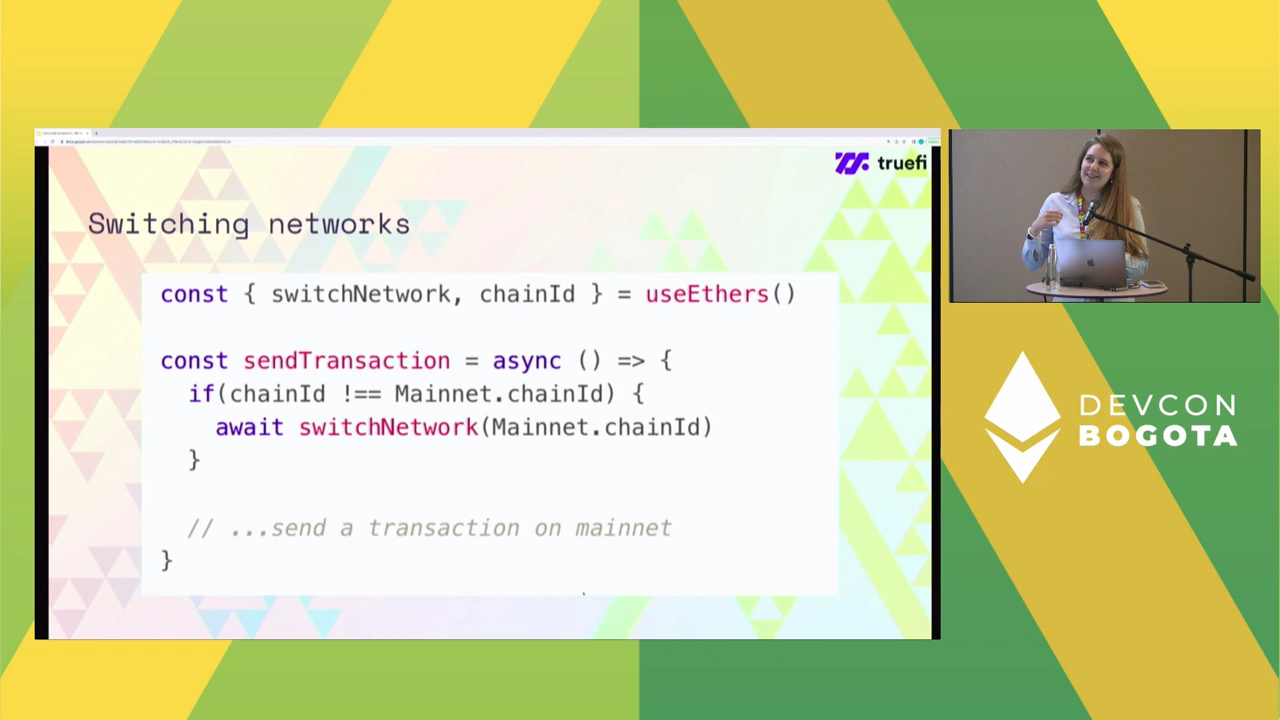 truefi
Switching networks
const { switchNetwork, chainId } = useEthers()
const sendTransaction = async () => {
if(chainId !== Mainnet.chainId) {
await switchNetwork(Mainnet.chainId)
}
// ...send a transaction on mainnet
}
DEVCON
BOGOTA